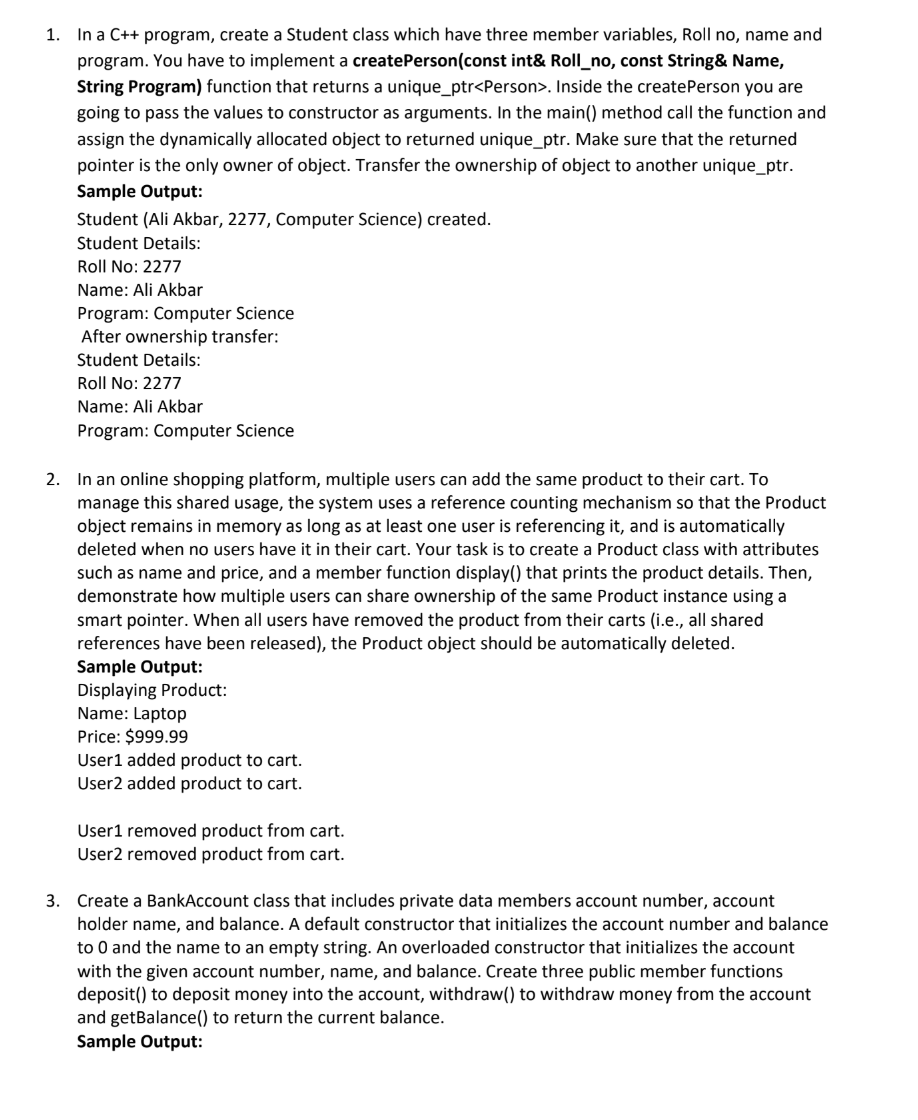 1. In a C++ program, create a Student class which have three member variables, Roll no, name and
program. You have to implement a createPerson(const int& Roll_no, const String& Name,
String Program) function that returns a unique_ptr<Person>. Inside the createPerson you are
going to pass the values to constructor as arguments. In the main() method call the function and
assign the dynamically allocated object to returned unique_ptr. Make sure that the returned
pointer is the only owner of object. Transfer the ownership of object to another unique_ptr.
Sample Output:
Student (Ali Akbar, 2277, Computer Science) created.
Student Details:
Roll No: 2277
Name: Ali Akbar
Program: Computer Science
After ownership transfer:
Student Details:
Roll No: 2277
Name: Ali Akbar
Program: Computer Science
2. In an online shopping platform, multiple users can add the same product to their cart. To
manage this shared usage, the system uses a reference counting mechanism so that the Product
object remains in memory as long as at least one user is referencing it, and is automatically
deleted when no users have it in their cart. Your task is to create a Product class with attributes
such as name and price, and a member function display() that prints the product details. Then,
demonstrate how multiple users can share ownership of the same Product instance using a
smart pointer. When all users have removed the product from their carts (i.e., all shared
references have been released), the Product object should be automatically deleted.
Sample Output:
Displaying Product:
Name: Laptop
Price: $999.99
User1 added product to cart.
User2 added product to cart.
User1 removed product from cart.
User2 removed product from cart.
3. Create a BankAccount class that includes private data members account number, account
holder name, and balance. A default constructor that initializes the account number and balance
to 0 and the name to an empty string. An overloaded constructor that initializes the account
with the given account number, name, and balance. Create three public member functions
deposit() to deposit money into the account, withdraw() to withdraw money from the account
and getBalance() to return the current balance.
Sample Output: